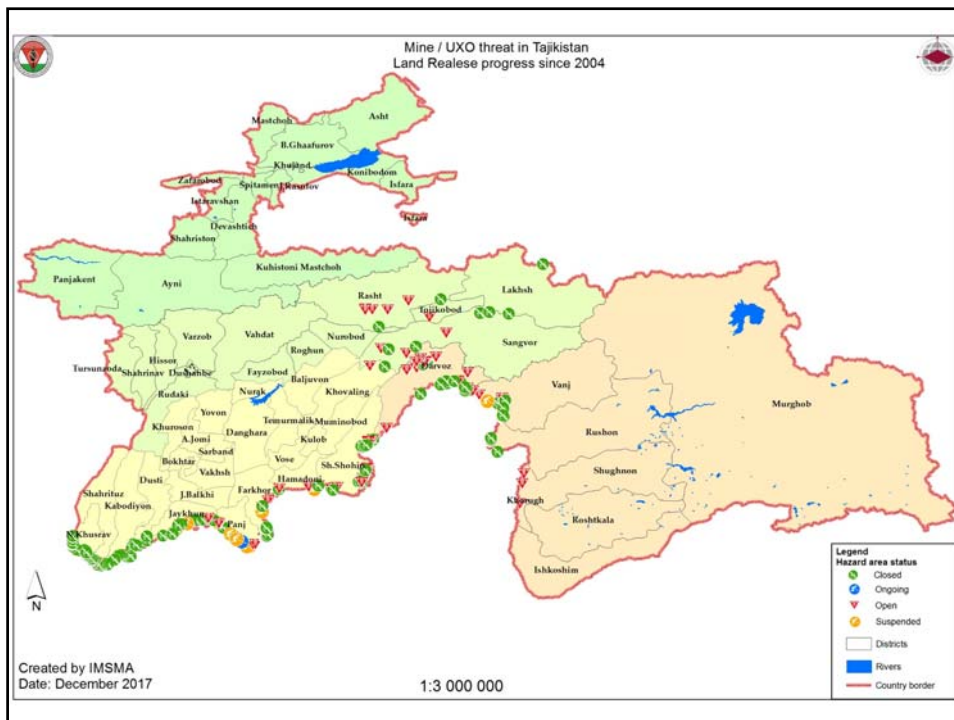 Mine / UXO threat in Tajikistan
Land Realese progress since 2004
Asht
Mastchoh
B.Ghaafurov
Khujand
Konibodom
Zafarobod
Spitamen
J.Rasulov
Isfara
Istaravshan
Isfara
Devashtich
Shahriston
Kuhistoni Mastchoh
Panjakent
Ayni
Lakhsh
Rasht
Tojikobod
Varzob
Vahdat
Nurobod
Sangvor
Hissor
Roghun
Tursunzoda
Shahrinav
Dushanbe
Fayzobod
Darvoz
Baljuvon
Rudaki
Nurak
Khovaling
Vanj
Murghob
Yovon
Temurmalik
Muminobod
Khuroson
A.Jomi
Danghara
Rushon
Kulob
Sarband
Bokhtar
Vose
Sh.Shohin
Vakhsh
Shughnon
Dusti
Hamadoni
Shahrituz
J.Balkhi
Farkhor
Khorugh
Kabodiyon
Jaykhun
Panj
Roshtkala
N.Khusrav
Ishkoshim
Legend
Hazard area status
Closed
Ongoing
Open
Suspended
Districts
Rivers
Country border
N
Created by IMSMA
Date: December 2017
1:3 000 000